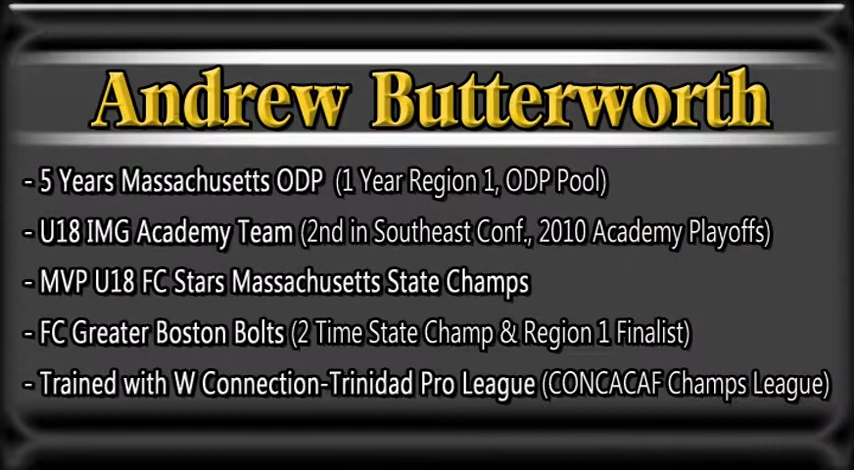 Andrew Butterworth
- 5 Years Massachusetts ODP (1 Year Region 1, ODP Pool)
- U18 IMG Academy Team (2nd in Southeast Conf., 2010 Academy Playoffs)
- MVP U18 FC Stars Massachusetts State Champs
- FC Greater Boston Bolts (2 Time State Champ & Region 1 Finalist)
- Trained with W Connection-Trinidad Pro League (CONCACAF Champs League)